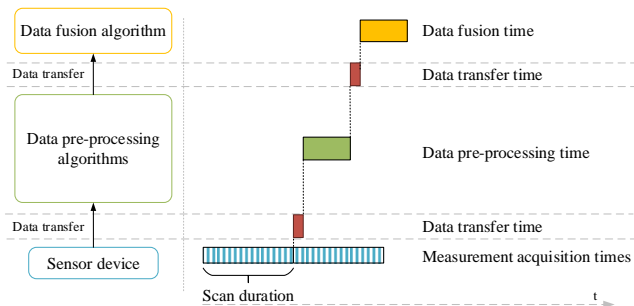 Data fusion algorithm
Data fusion time
Data transfer
Data transfer time
Data pre-processing
algorithms
Data pre-processing time
Data transfer
Data transfer time
Sensor device
Measurement acquisition times
Scan duration
t